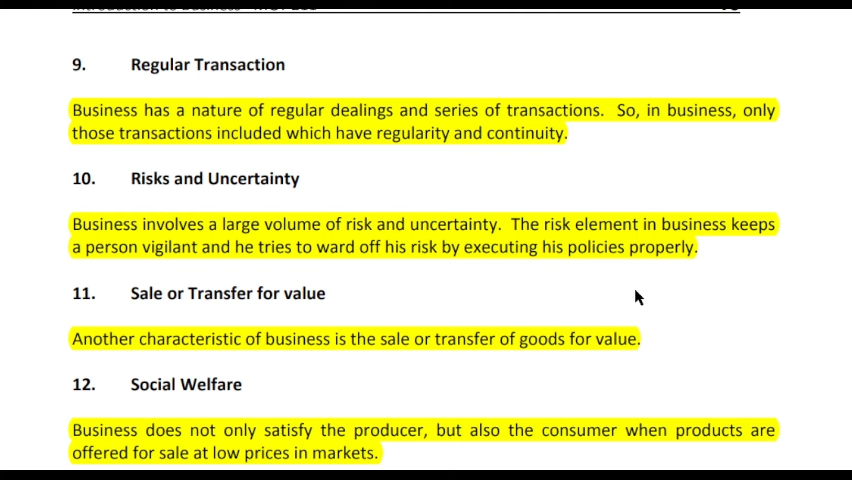 9. Regular Transaction
Business has a nature of regular dealings and series of transactions. So, in business, only
those transactions included which have regularity and continuity.
10. Risks and Uncertainty
Business involves a large volume of risk and uncertainty. The risk element in business keeps
a person vigilant and he tries to ward off his risk by executing his policies properly.
11. Sale or Transfer for value
Another characteristic of business is the sale or transfer of goods for value.
12. Social Welfare
Business does not only satisfy the producer, but also the consumer when products are
offered for sale at low prices in markets.